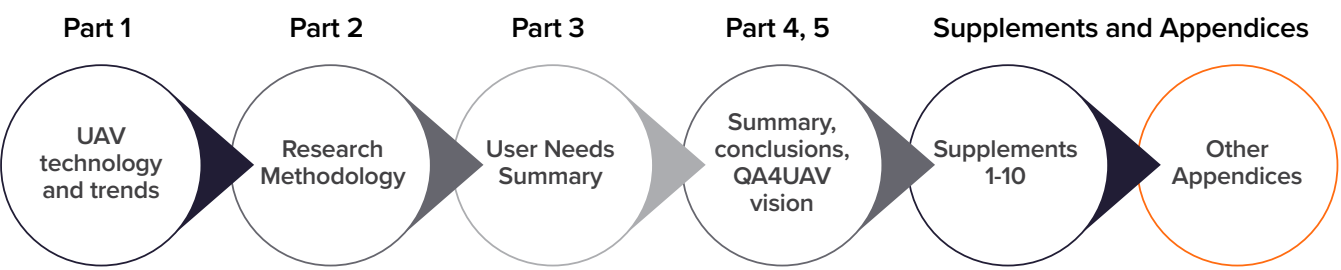 Part 1
Part 2
Part 3
Part 4, 5
Supplements and Appendices
UAV
technology
and trends
Research
Methodology
User Needs
Summary
Summary,
conclusions,
QA4UAV
vision
Supplements
1-10
Other
Appendices